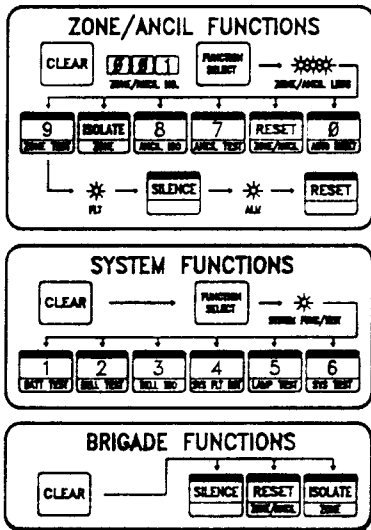 ZONE/ANCIL FUNCTIONS
CLEAR
001
ZONE/ANCIL NO.
FUNCTION SELECT
ZONE/ANCIL LEDS
9
ZONE TEST
ISOLATE
ZONE
8
ANCIL ISO
7
ANCIL TEST
RESET
ZONE/ANCIL
0
AUTO RESET
FLT
SILENCE
ALM
RESET
SYSTEM FUNCTIONS
CLEAR
FUNCTION SELECT
SYSTEM FUNC/TEST
1
BATT TEST
2
BELL TEST
3
BELL ISO
4
SYS FLT RST
5
LAMP TEST
6
SYS TEST
BRIGADE FUNCTIONS
CLEAR
SILENCE
RESET
ZONE/ANCIL
ISOLATE
ZONE